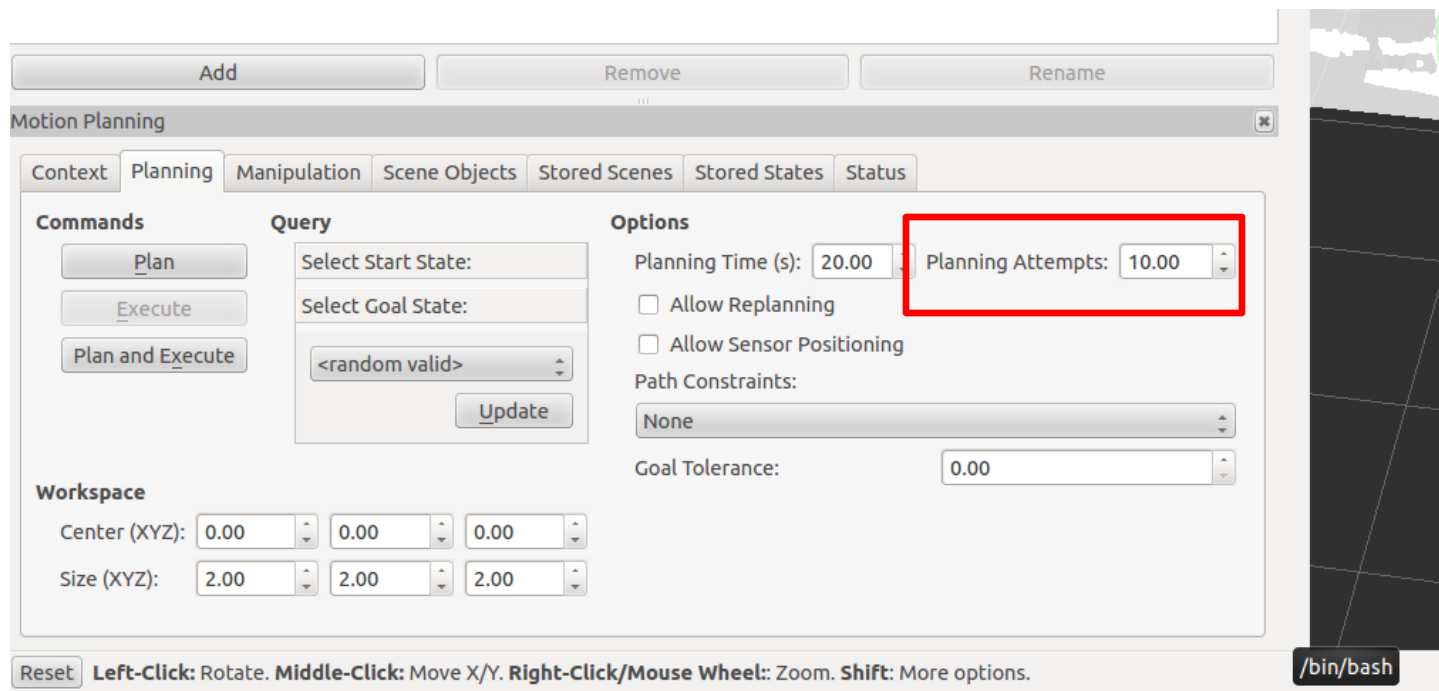 Add Remove Rename
Motion Planning
Context Planning Manipulation Scene Objects Stored Scenes Stored States Status
Commands Query Options
Plan Select Start State: Planning Time (s): 20.00 Planning Attempts: 10.00
Execute Select Goal State: Allow Replanning
Plan and Execute <random valid> Allow Sensor Positioning
Path Constraints:
Update None
Goal Tolerance: 0.00
Workspace
Center (XYZ): 0.00 0.00 0.00
Size (XYZ): 2.00 2.00 2.00
Reset Left-Click: Rotate. Middle-Click: Move X/Y. Right-Click/Mouse Wheel:: Zoom. Shift: More options. /bin/bash